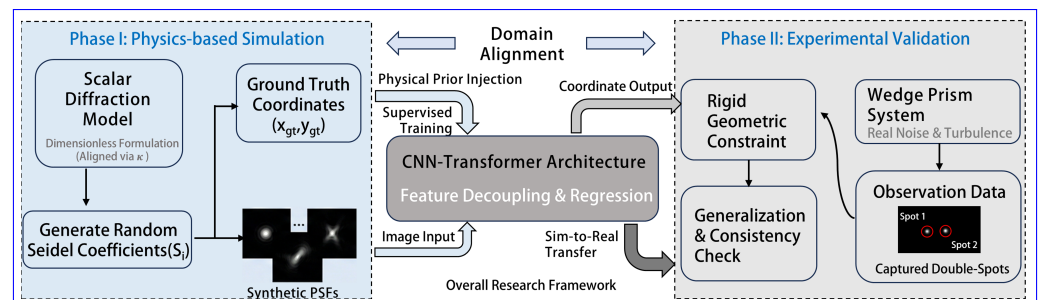 Phase I: Physics-based Simulation
Scalar
Diffraction
Model
Dimensionless Formulation
(Aligned via κ)
Ground Truth
Coordinates
(xgt,ygt)
Generate Random
Seidel Coefficients(Si)
...
Synthetic PSFs
Domain
Alignment
Physical Prior Injection
Supervised
Training
Coordinate Output
CNN-Transformer Architecture
Feature Decoupling & Regression
Image Input
Sim-to-Real
Transfer
Overall Research Framework
Phase II: Experimental Validation
Rigid
Geometric
Constraint
Generalization
& Consistency
Check
Wedge Prism
System
Real Noise & Turbulence
Observation Data
Spot 1
Spot 2
Captured Double-Spots